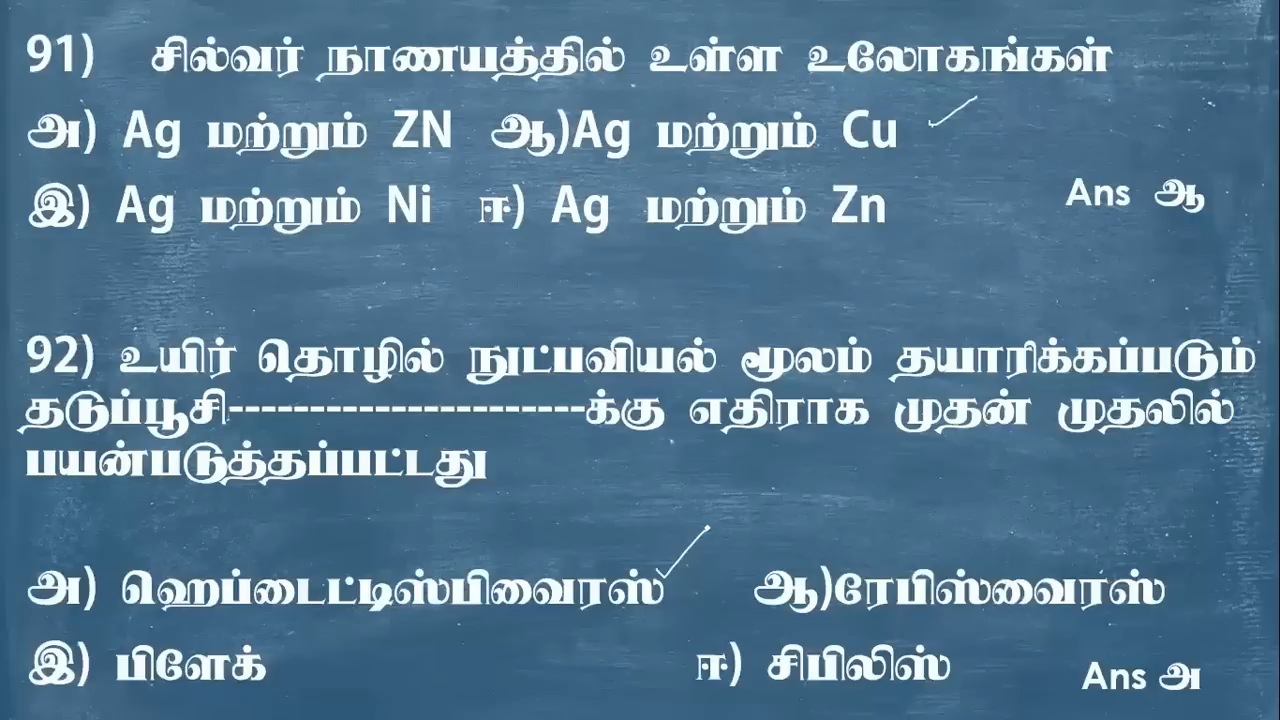 91) சில்வர் நாணயத்தில் உள்ள உலோகங்கள்
அ) Ag மற்றும் ZN ஆ)Ag மற்றும் Cu
இ) Ag மற்றும் Ni ஈ) Ag மற்றும் Zn
Ans ஆ
92) உயிர் தொழில் நுட்பவியல் மூலம் தயாரிக்கப்படும்
தடுப்பூசி----------------------க்கு எதிராக முதன் முதலில்
பயன்படுத்தப்பட்டது
அ) ஹெப்டைட்டிஸ்பிவைரஸ் ஆ)ரேபிஸ்வைரஸ்
இ) பிளேக் ஈ) சிபிலிஸ்
Ans அ